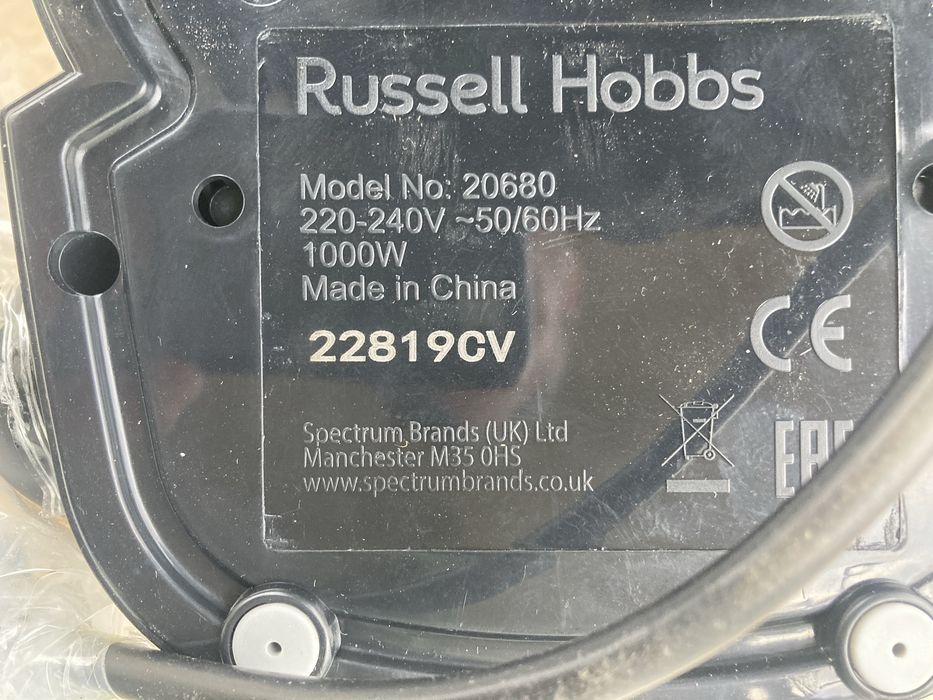 Russell Hobbs
Model No: 20680
220-240V ~50/60Hz
1000W
Made in China
22819CV
CE
Spectrum Brands (UK) Ltd
Manchester M35 0HS
www.spectrumbrands.co.uk
EAC